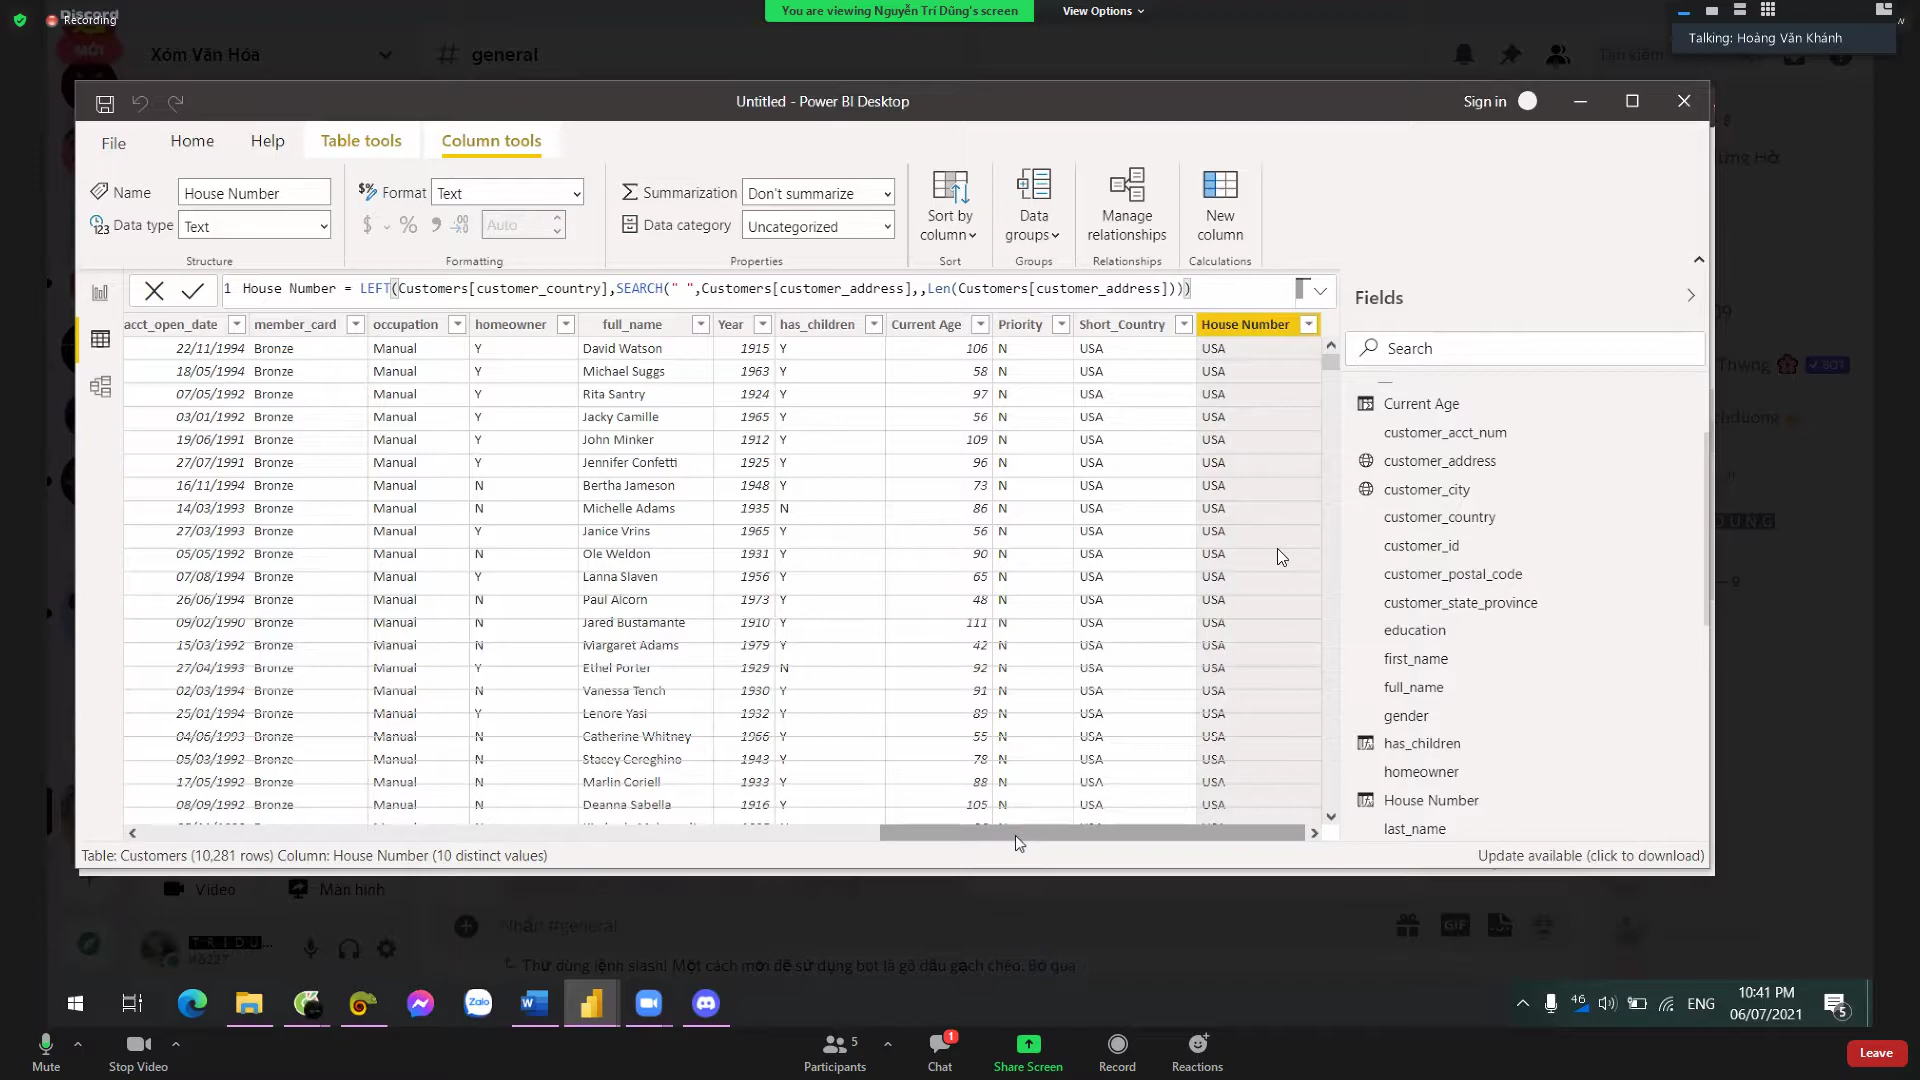 Recording
You are viewing Nguyễn Trí Dũng's screen
View Options
Talking: Hoàng Văn Khánh
Xóm Văn Hóa
# general
Untitled - Power BI Desktop
Sign in
File
Home
Help
Table tools
Column tools
Name
House Number
Format
Text
Summarization
Don't summarize
Data type
Text
$
%
Auto
Data category
Uncategorized
Sort by
column
Data
groups
Manage
relationships
New
column
Structure
Formatting
Properties
Sort
Groups
Relationships
Calculations
1 House Number = LEFT(Customers[customer_country],SEARCH(" ",Customers[customer_address],,Len(Customers[customer_address])))
acct_open_date member_card occupation homeowner full_name Year has_children Current Age Priority Short_Country House Number
22/11/1994 Bronze Manual Y David Watson 1915 Y 106 N USA USA
18/05/1994 Bronze Manual Y Michael Suggs 1963 Y 58 N USA USA
07/05/1992 Bronze Manual Y Rita Santry 1924 Y 97 N USA USA
03/01/1992 Bronze Manual Y Jacky Camille 1965 Y 56 N USA USA
19/06/1991 Bronze Manual Y John Minker 1912 Y 109 N USA USA
27/07/1991 Bronze Manual Y Jennifer Confetti 1925 Y 96 N USA USA
16/11/1994 Bronze Manual N Bertha Jameson 1948 Y 73 N USA USA
14/03/1993 Bronze Manual N Michelle Adams 1935 N 86 N USA USA
27/03/1993 Bronze Manual Y Janice Vrins 1965 Y 56 N USA USA
05/05/1992 Bronze Manual N Ole Weldon 1931 Y 90 N USA USA
07/08/1994 Bronze Manual Y Lanna Slaven 1956 Y 65 N USA USA
26/06/1994 Bronze Manual N Paul Alcorn 1973 Y 48 N USA USA
09/02/1990 Bronze Manual N Jared Bustamante 1910 Y 111 N USA USA
15/03/1992 Bronze Manual N Margaret Adams 1979 Y 42 N USA USA
27/04/1993 Bronze Manual Y Ethel Porter 1929 N 92 N USA USA
02/03/1994 Bronze Manual N Vanessa Tench 1930 Y 91 N USA USA
25/01/1994 Bronze Manual Y Lenore Yasi 1932 Y 89 N USA USA
04/06/1993 Bronze Manual N Catherine Whitney 1966 Y 55 N USA USA
05/03/1992 Bronze Manual N Stacey Cereghino 1943 Y 78 N USA USA
17/05/1992 Bronze Manual N Marlin Coriell 1933 Y 88 N USA USA
08/09/1992 Bronze Manual N Deanna Sabella 1916 Y 105 N USA USA
Fields
Search
Current Age
customer_acct_num
customer_address
customer_city
customer_country
customer_id
customer_postal_code
customer_state_province
education
first_name
full_name
gender
has_children
homeowner
House Number
last_name
Table: Customers (10,281 rows) Column: House Number (10 distinct values)
Update available (click to download)
Video
Màn hình
Nhắn #general
Thử dùng lệnh slash! Một cách mới để sử dụng bot là gõ dấu gạch chéo. Bỏ qua
GIF
Zalo
46
ENG
10:41 PM
06/07/2021
5
Mute
Stop Video
5
Participants
1
Chat
Share Screen
Record
Reactions
Leave